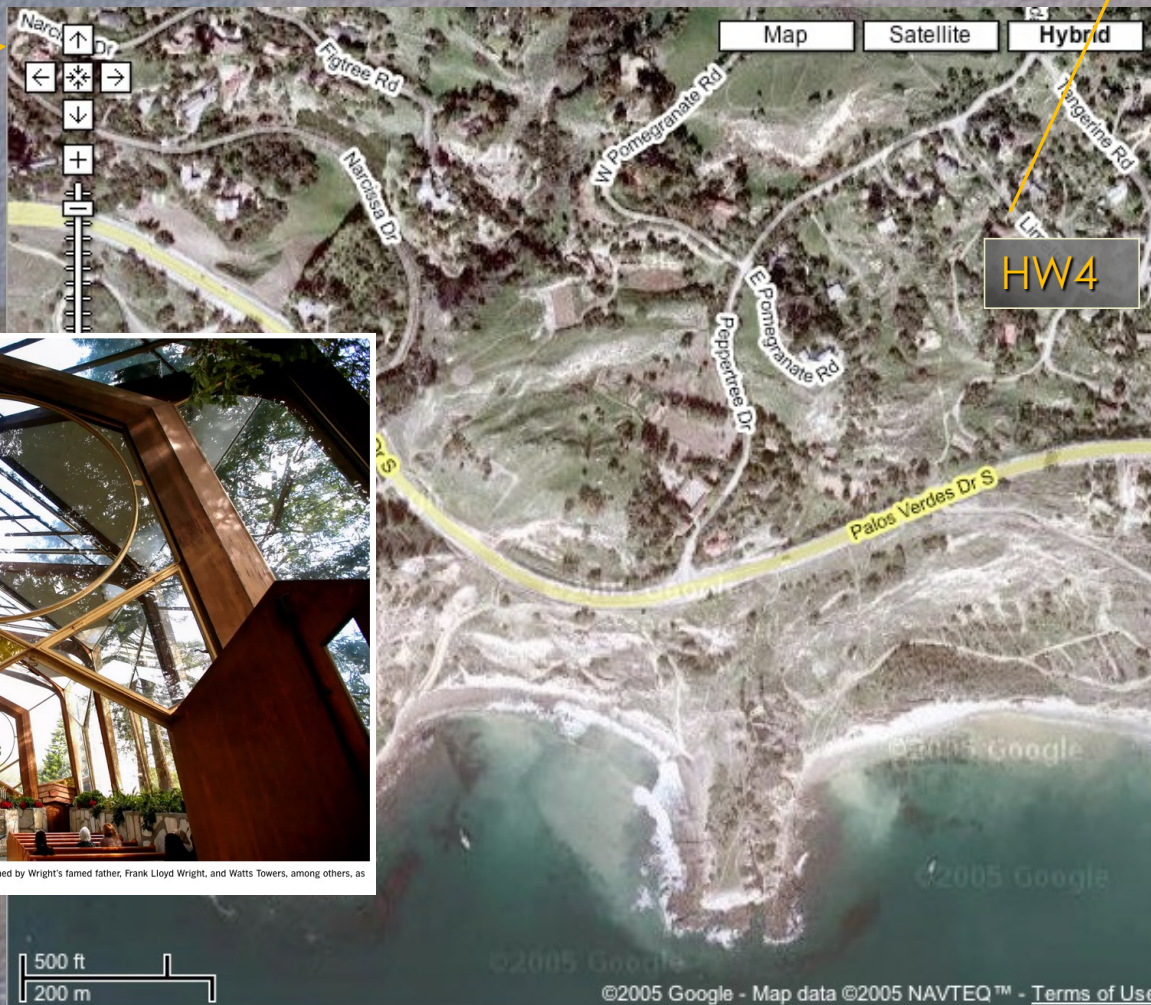 Map
Satellite
Hybrid
Figtree Rd
W Pomegranate Rd
Tangerine Rd
Narcissa Dr
HW4
E Pomegranate Rd
Peppertree Dr
Dr S
Palos Verdes Dr S
©2005 Google
©2005 Google
by Wright's famed father, Frank Lloyd Wright, and Watts Towers, among others, as
©2005 Google
500 ft
200 m
©2005 Google - Map data ©2005 NAVTEQ™ - Terms of Use